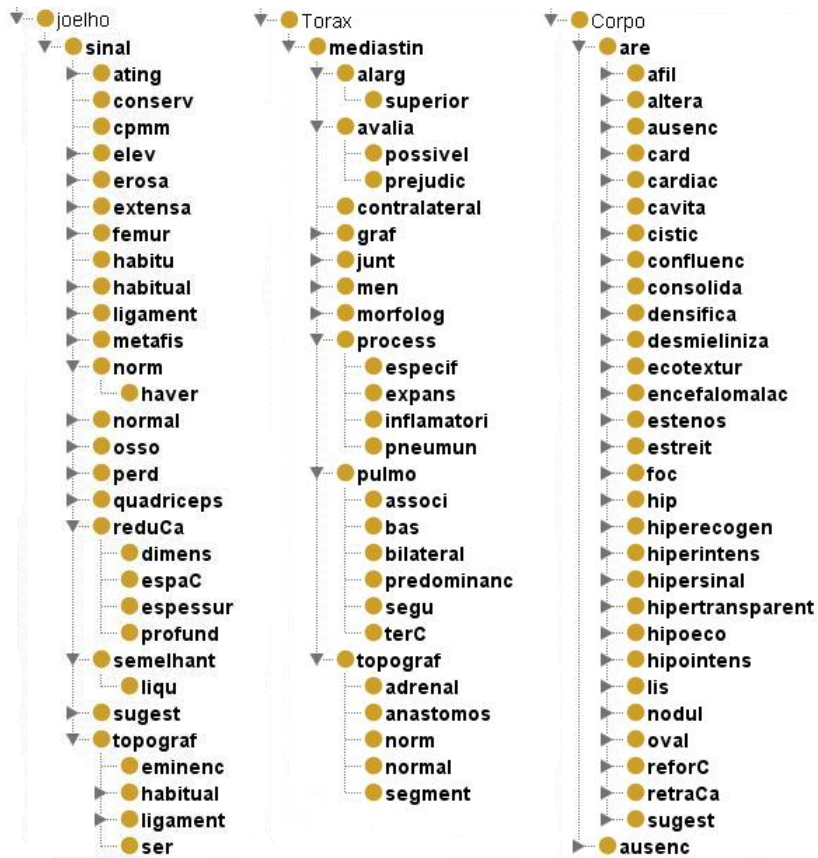 joelho
sinal
ating
conserv
cpmm
elev
erosa
extensa
femur
habitu
habitual
ligament
metafis
norm
haver
normal
osso
perd
quadriceps
reduCa
dimens
espaC
espessur
profund
semelhant
liqu
sugest
topograf
eminenc
habitual
ligament
ser
Torax
mediastin
alarg
superior
avalia
possivel
prejudic
contralateral
graf
junt
men
morfolog
process
especif
expans
inflamatori
pneumun
pulmo
associ
bas
bilateral
predominanc
segu
terC
topograf
adrenal
anastomos
norm
normal
segment
Corpo
are
afil
altera
ausenc
card
cardiac
cavita
cistic
confluenc
consolida
densifica
desmieliniza
ecotextur
encefalomalac
estenos
estreit
foc
hip
hiperecogen
hiperintens
hipersinal
hipertransparent
hipoeco
hipointens
lis
nodul
oval
reforC
retraCa
sugest
ausenc